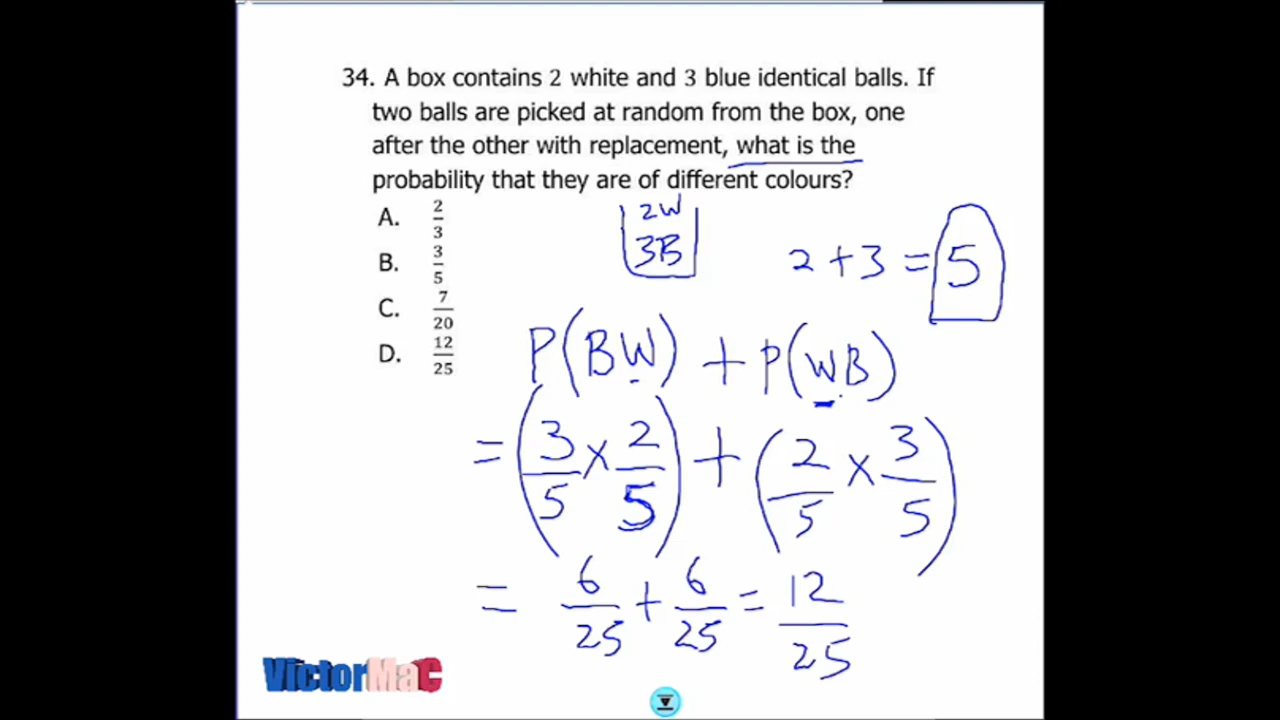 34. A box contains 2 white and 3 blue identical balls. If
two balls are picked at random from the box, one
after the other with replacement, what is the
probability that they are of different colours?
A. 2/3
B. 3/5
C. 7/20
D. 12/25
2W
3B
2 + 3 = 5
P(BW) + P(WB)
= (3/5 × 2/5) + (2/5 × 3/5)
= 6/25 + 6/25 = 12/25
VictorMaC